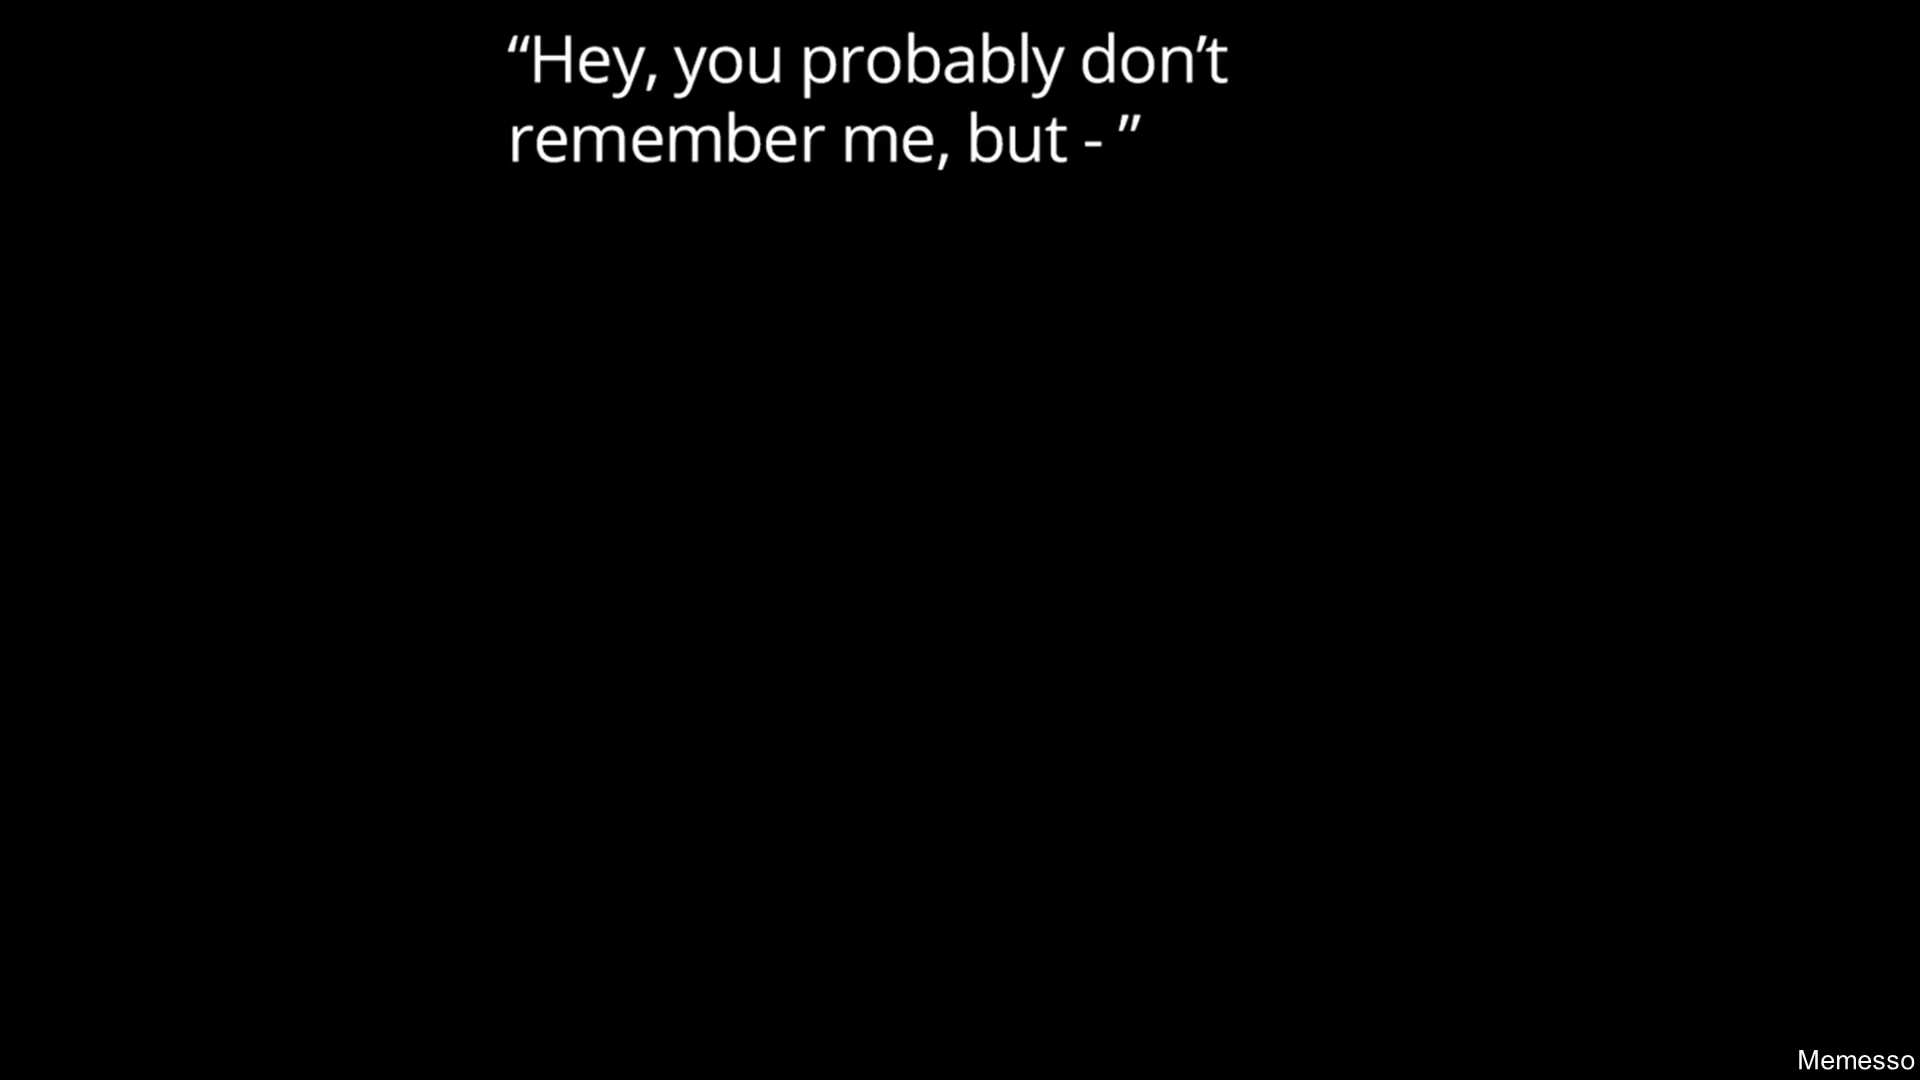 “Hey, you probably don’t
remember me, but - ”
Memesso